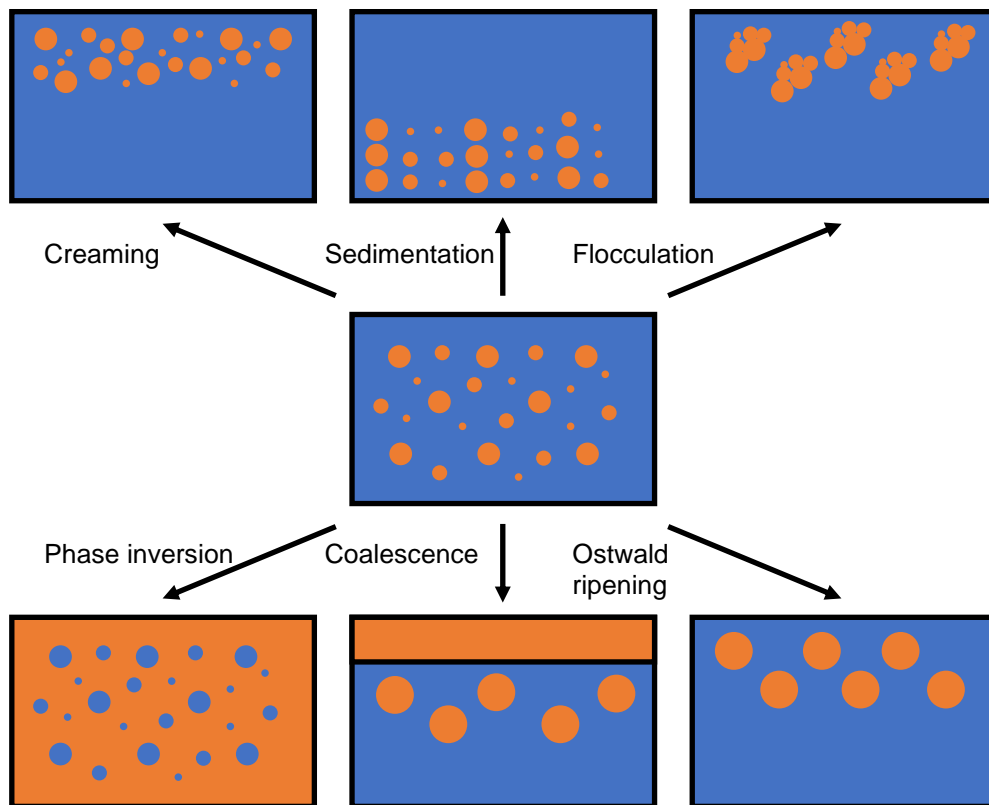 Creaming
Sedimentation
Flocculation
Phase inversion
Coalescence
Ostwald
ripening